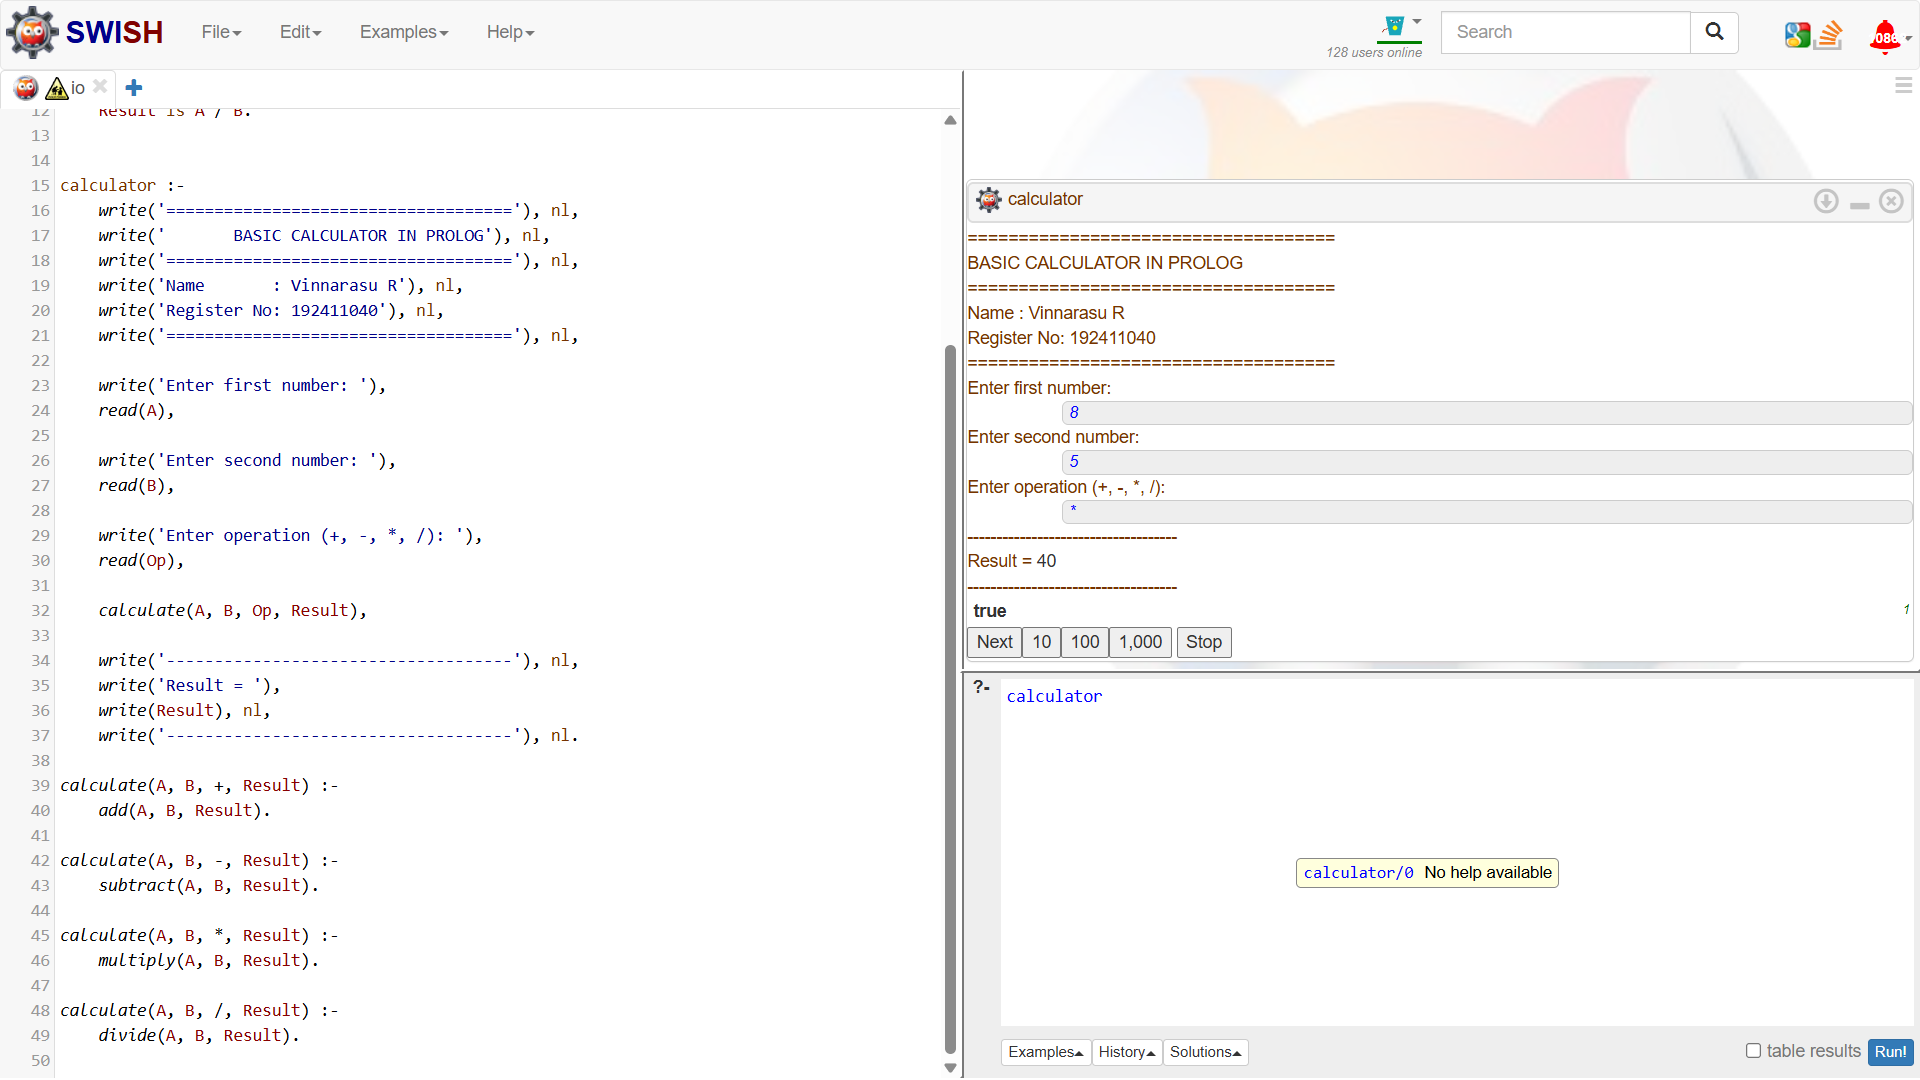 SWISH File Edit Examples Help 128 users online Search
io
12 Result is A / B.
13
14
15 calculator :-
16 write('===================================='), nl,
17 write('       BASIC CALCULATOR IN PROLOG'), nl,
18 write('===================================='), nl,
19 write('Name       : Vinnarasu R'), nl,
20 write('Register No: 192411040'), nl,
21 write('===================================='), nl,
22
23 write('Enter first number: '),
24 read(A),
25
26 write('Enter second number: '),
27 read(B),
28
29 write('Enter operation (+, -, *, /): '),
30 read(Op),
31
32 calculate(A, B, Op, Result),
33
34 write('------------------------------------'), nl,
35 write('Result = '),
36 write(Result), nl,
37 write('------------------------------------'), nl.
38
39 calculate(A, B, +, Result) :-
40 add(A, B, Result).
41
42 calculate(A, B, -, Result) :-
43 subtract(A, B, Result).
44
45 calculate(A, B, *, Result) :-
46 multiply(A, B, Result).
47
48 calculate(A, B, /, Result) :-
49 divide(A, B, Result).
50
calculator
====================================
BASIC CALCULATOR IN PROLOG
====================================
Name : Vinnarasu R
Register No: 192411040
====================================
Enter first number:
8
Enter second number:
5
Enter operation (+, -, *, /):
*
------------------------------------
Result = 40
------------------------------------
true 1
Next 10 100 1,000 Stop
?- calculator
calculator/0 No help available
Examples History Solutions table results Run!